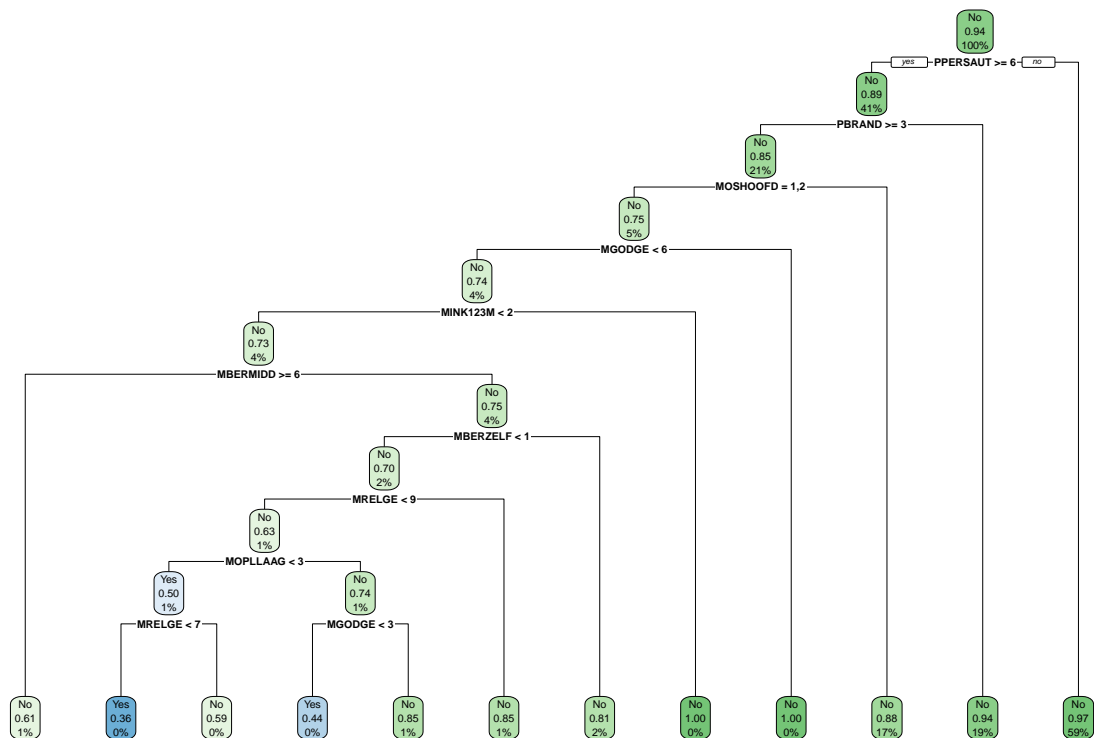 No
0.94
100%
yes PPERSAUT >= 6 no
No
0.89
41%
PBRAND >= 3
No
0.85
21%
MOSHOOFD = 1,2
No
0.75
5%
MGODGE < 6
No
0.74
4%
MINK123M < 2
No
0.73
4%
MBERMIDD >= 6
No
0.75
4%
MBERZELF < 1
No
0.70
2%
MRELGE < 9
No
0.63
1%
MOPLLAAG < 3
Yes
0.50
1%
No
0.74
1%
MRELGE < 7
MGODGE < 3
No
0.61
1%
Yes
0.36
0%
No
0.59
0%
Yes
0.44
0%
No
0.85
1%
No
0.85
1%
No
0.81
2%
No
1.00
0%
No
1.00
0%
No
0.88
17%
No
0.94
19%
No
0.97
59%